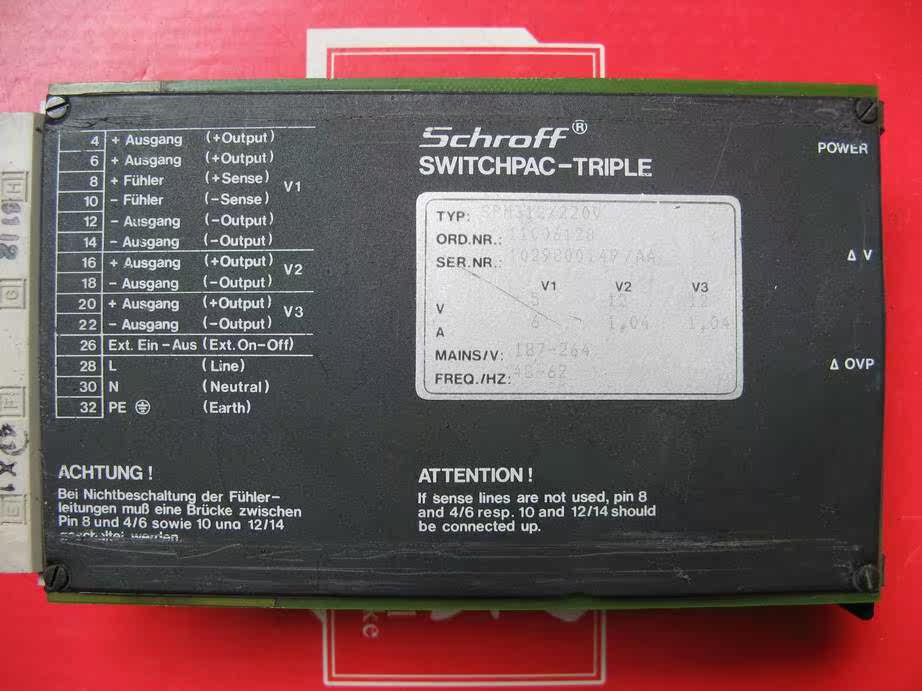 4 + Ausgang (+Output)
6 + Ausgang (+Output)
8 + Fühler (+Sense)
V1
10 - Fühler (-Sense)
12 - Ausgang (-Output)
14 - Ausgang (-Output)
16 + Ausgang (+Output)
V2
18 - Ausgang (-Output)
20 + Ausgang (+Output)
V3
22 - Ausgang (-Output)
26 Ext. Ein-Aus (Ext. On-Off)
28 L (Line)
30 N (Neutral)
32 PE (Earth)
ACHTUNG !
Bei Nichtbeschaltung der Fühler-
leitungen muß eine Brücke zwischen
Pin 8 und 4/6 sowie 10 und 12/14
geschaltet werden.
Schroff®
SWITCHPAC-TRIPLE
TYP:
ORD.NR.:
SER.NR.:
V1 V2 V3
V 5 12 12
A 6 1,04 1,04
MAINS/V: 187-264
FREQ./HZ: 48-62
ATTENTION !
If sense lines are not used, pin 8
and 4/6 resp. 10 and 12/14 should
be connected up.
POWER
Δ V
Δ OVP
H
G
F
E